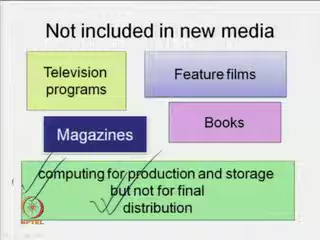 Not included in new media
Television
programs
Feature films
Magazines
Books
computing for production and storage
but not for final
distribution
NPTEL